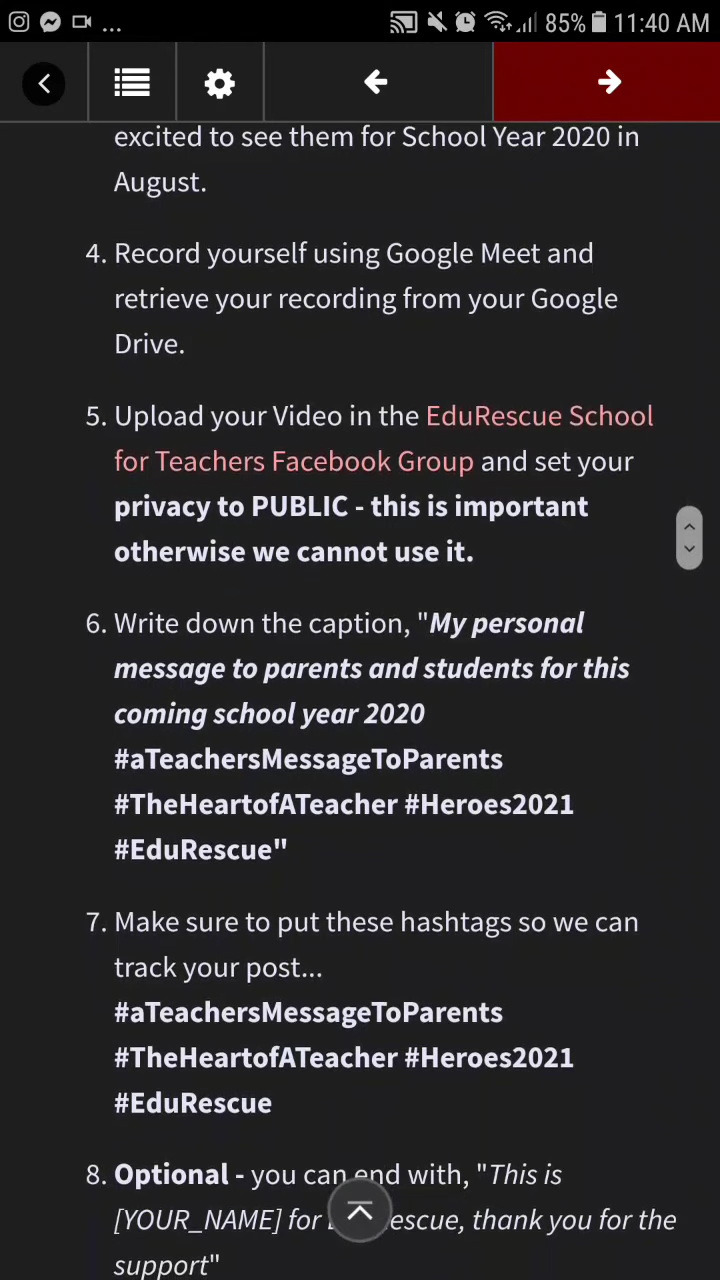 ... 85% 11:40 AM
excited to see them for School Year 2020 in
August.
4. Record yourself using Google Meet and
retrieve your recording from your Google
Drive.
5. Upload your Video in the EduRescue School
for Teachers Facebook Group and set your
privacy to PUBLIC - this is important
otherwise we cannot use it.
6. Write down the caption, "My personal
message to parents and students for this
coming school year 2020
#aTeachersMessageToParents
#TheHeartofATeacher #Heroes2021
#EduRescue"
7. Make sure to put these hashtags so we can
track your post...
#aTeachersMessageToParents
#TheHeartofATeacher #Heroes2021
#EduRescue
8. Optional - you can end with, "This is
[YOUR_NAME] for escue, thank you for the
support"